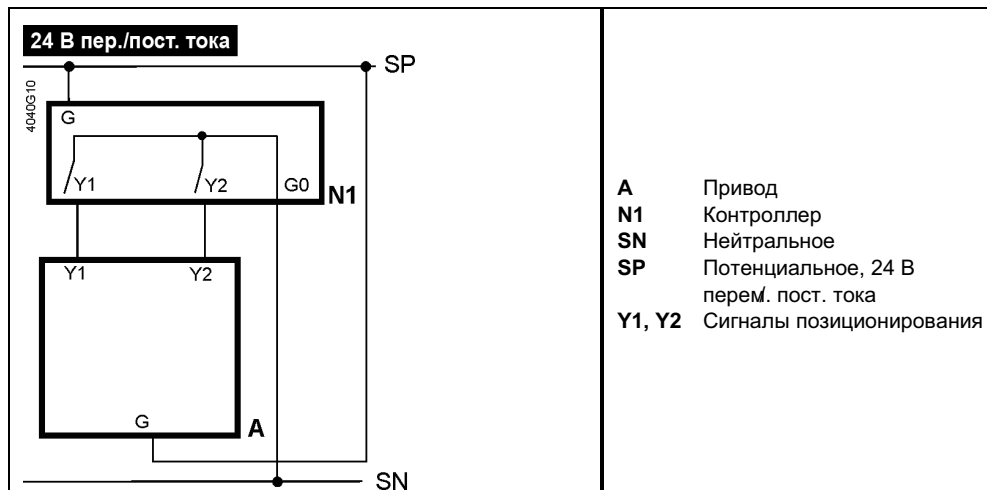 24 В пер./пост. тока
SP
4040G10
G
Y1
Y2
G0
N1
Y1
Y2
G
A
SN
A Привод
N1 Контроллер
SN Нейтральное
SP Потенциальное, 24 В
перем/. пост. тока
Y1, Y2 Сигналы позиционирования